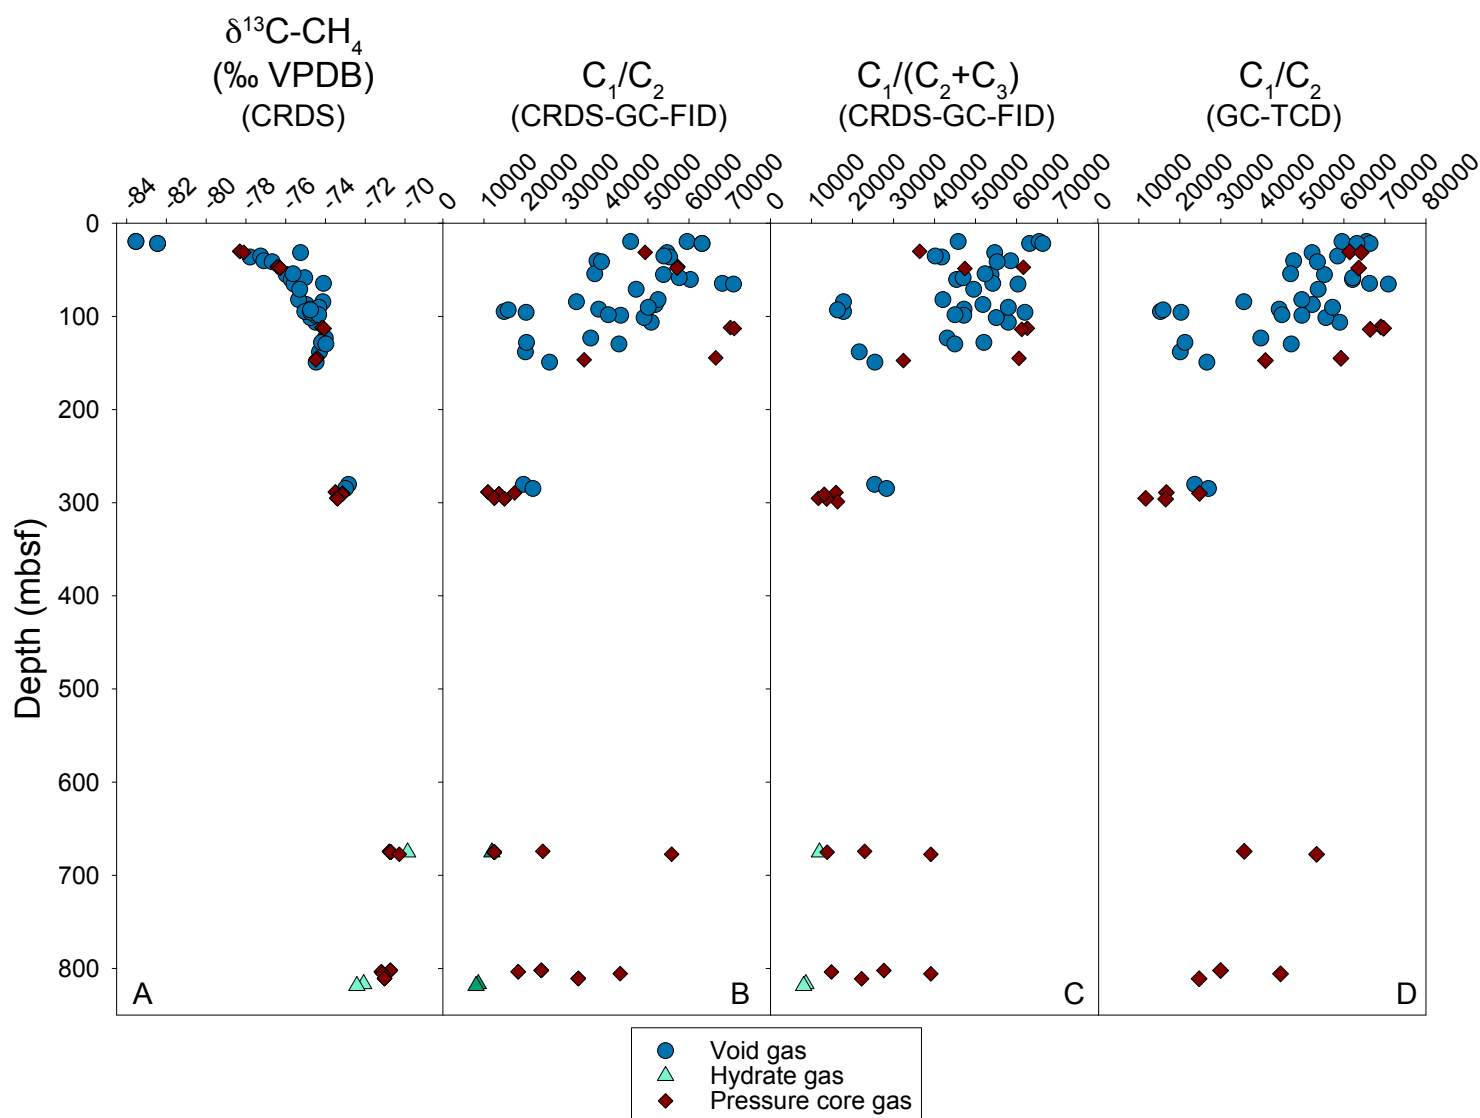 δ¹³C-CH₄
(‰ VPDB)
(CRDS)
C₁/C₂
(CRDS-GC-FID)
C₁/(C₂+C₃)
(CRDS-GC-FID)
C₁/C₂
(GC-TCD)
-84 -82 -80 -78 -76 -74 -72 -70
0 10000 20000 30000 40000 50000 60000 70000
0 10000 20000 30000 40000 50000 60000 70000
0 10000 20000 30000 40000 50000 60000 70000 80000
Depth (mbsf)
0
100
200
300
400
500
600
700
800
A
B
C
D
Void gas
Hydrate gas
Pressure core gas